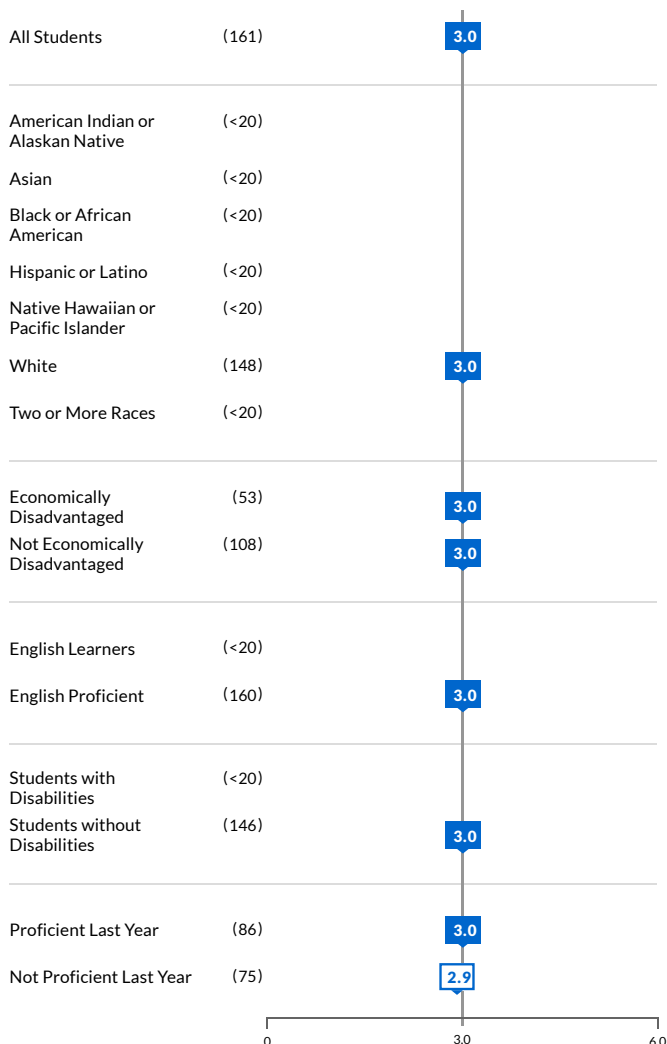 All Students (161) 3.0
American Indian or (<20)
Alaskan Native
Asian (<20)
Black or African (<20)
American
Hispanic or Latino (<20)
Native Hawaiian or (<20)
Pacific Islander
White (148) 3.0
Two or More Races (<20)
Economically (53) 3.0
Disadvantaged
Not Economically (108) 3.0
Disadvantaged
English Learners (<20)
English Proficient (160) 3.0
Students with (<20)
Disabilities
Students without (146) 3.0
Disabilities
Proficient Last Year (86) 3.0
Not Proficient Last Year (75) 2.9
0 3.0 6.0